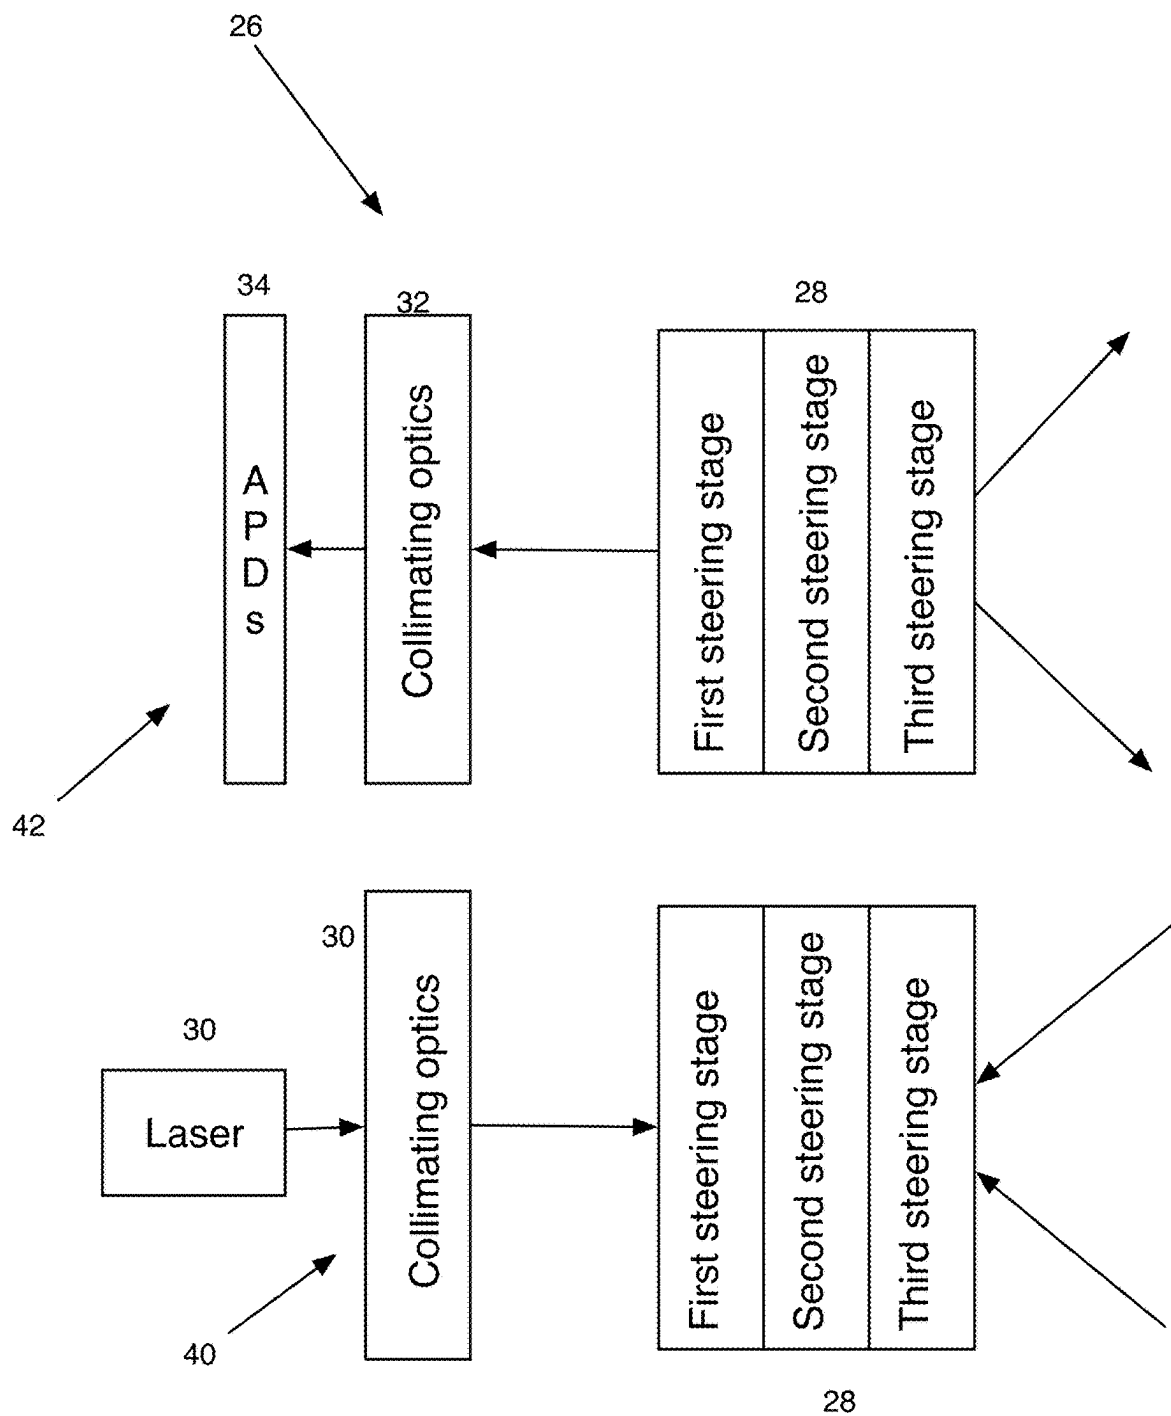 26
34
32
28
APDs
Collimating optics
First steering stage
Second steering stage
Third steering stage
42
30
30
Laser
Collimating optics
First steering stage
Second steering stage
Third steering stage
40
28